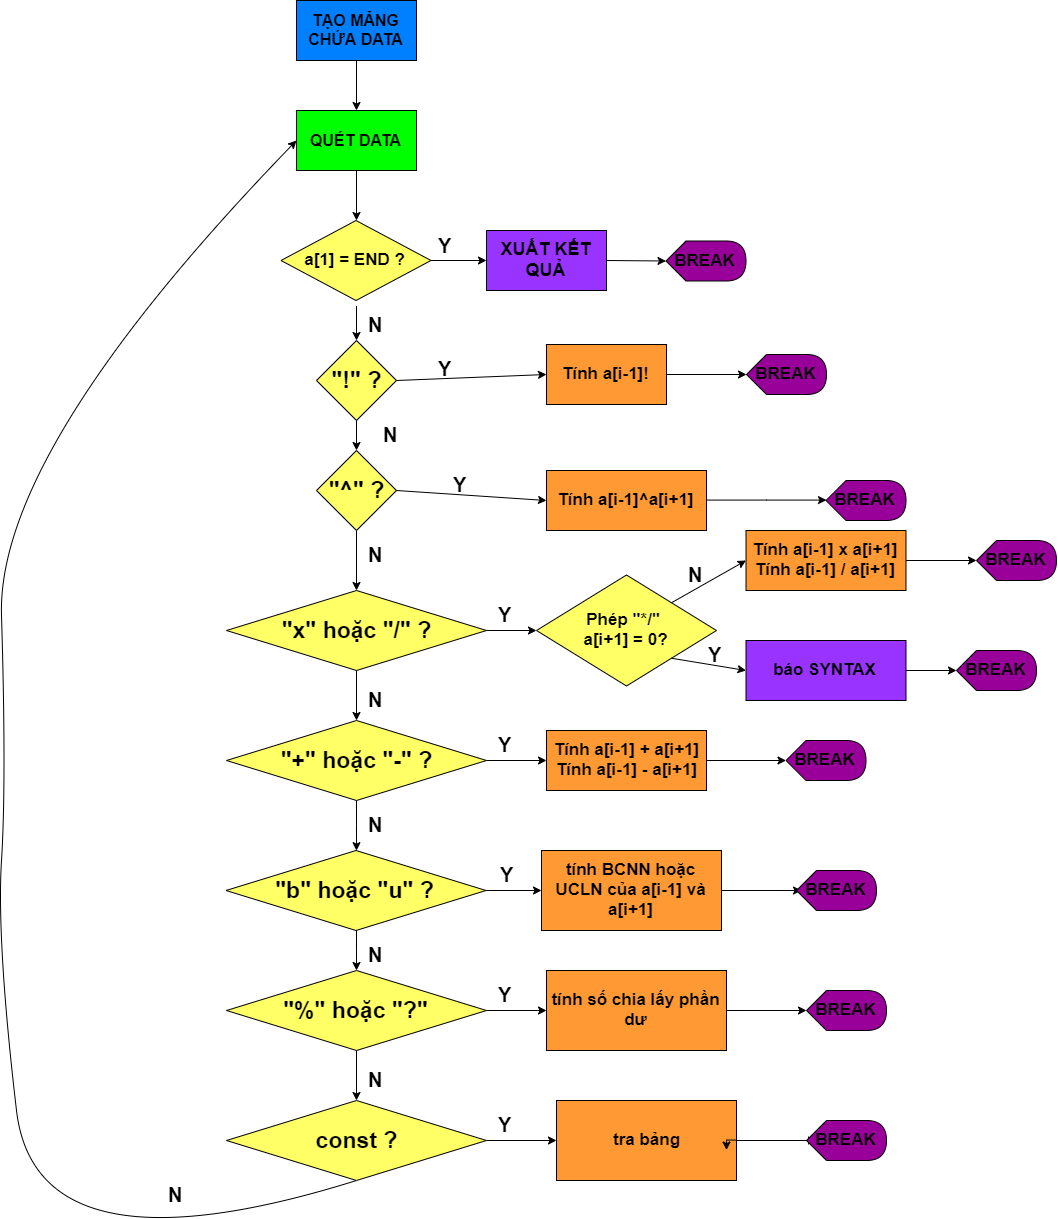 TẠO MẢNG
CHỨA DATA
QUÉT DATA
a[1] = END ?
Y
XUẤT KẾT
QUẢ
BREAK
N
"!" ?
Y
Tính a[i-1]!
BREAK
N
"^" ?
Y
Tính a[i-1]^a[i+1]
BREAK
N
"x" hoặc "/" ?
Y
Phép "*/"
a[i+1] = 0?
N
Tính a[i-1] x a[i+1]
Tính a[i-1] / a[i+1]
BREAK
Y
báo SYNTAX
BREAK
N
"+" hoặc "-" ?
Y
Tính a[i-1] + a[i+1]
Tính a[i-1] - a[i+1]
BREAK
N
"b" hoặc "u" ?
Y
tính BCNN hoặc
UCLN của a[i-1] và
a[i+1]
BREAK
N
"%" hoặc "?"
Y
tính số chia lấy phần
dư
BREAK
N
const ?
Y
tra bảng
BREAK
N